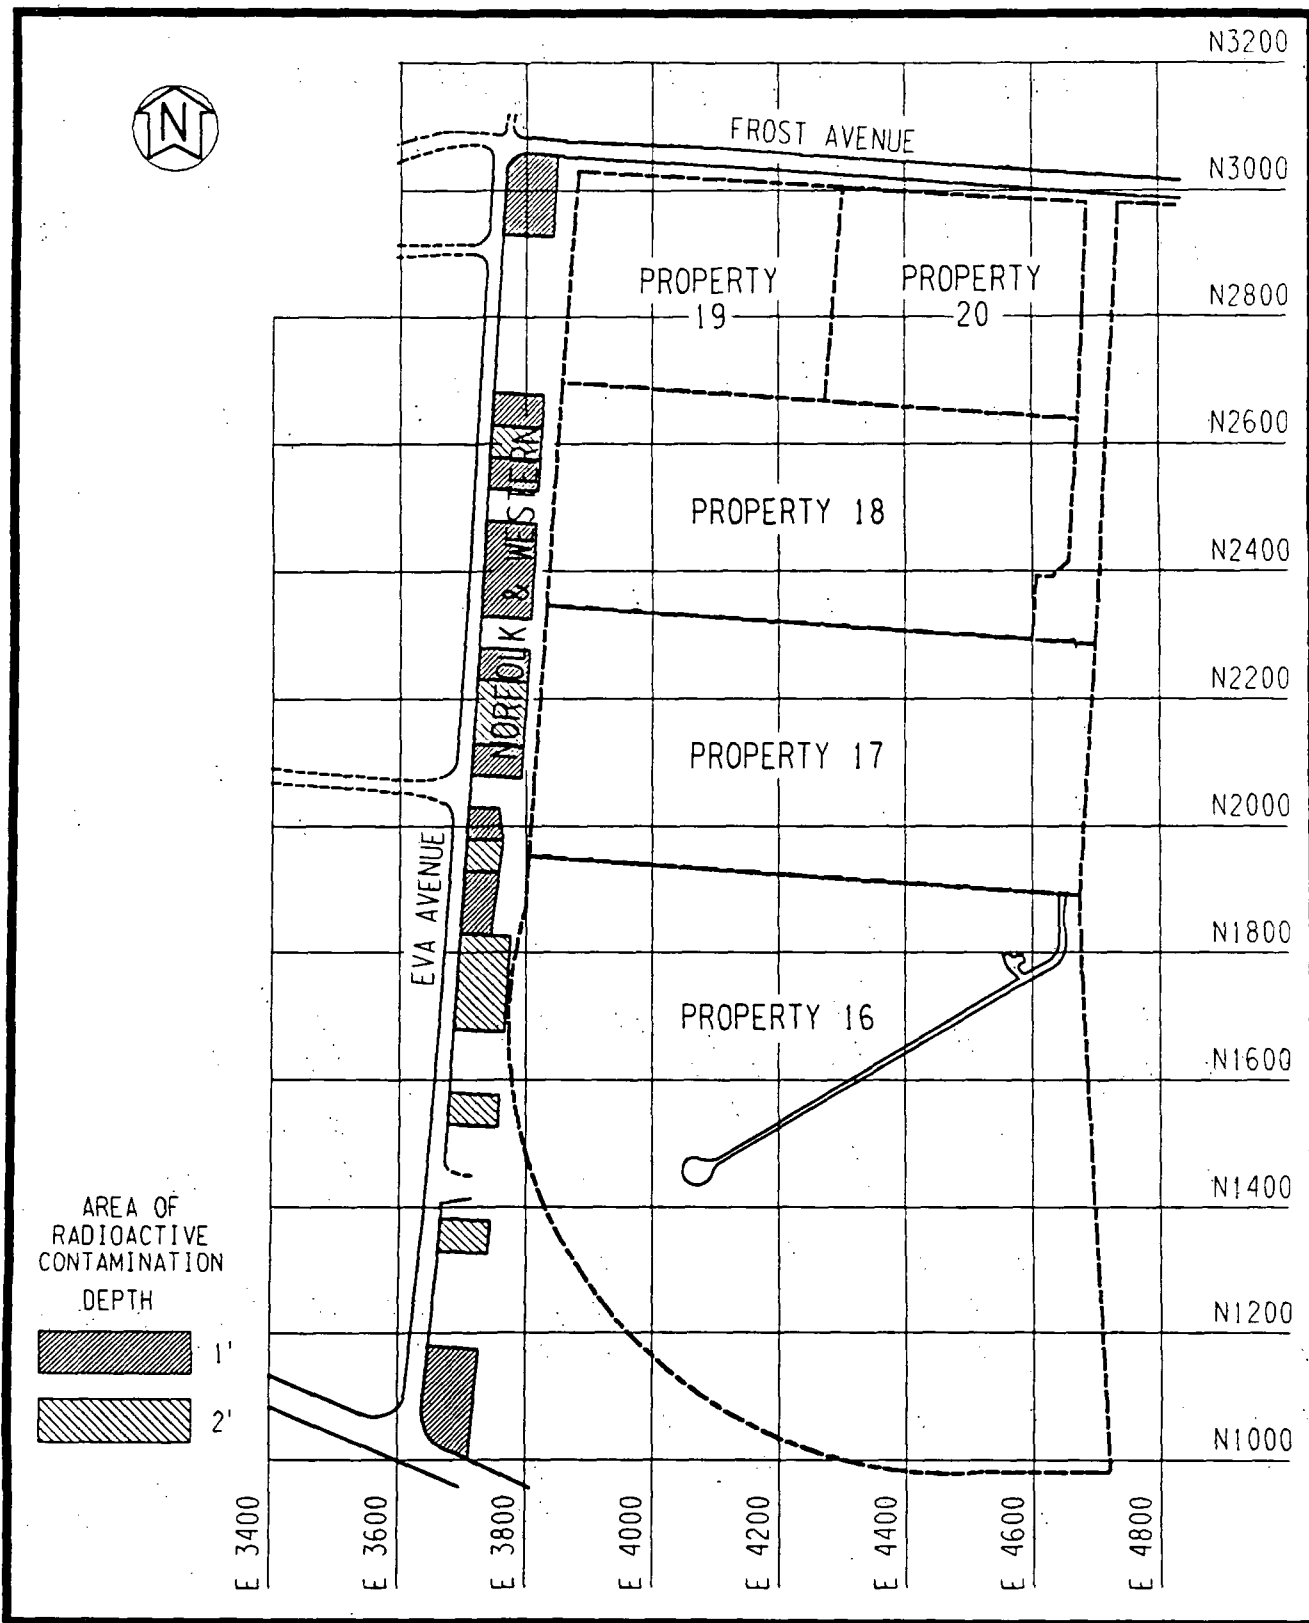 N3200
N
FROST AVENUE
N3000
PROPERTY
19
PROPERTY
20
N2800
N2600
NORFOLK & WESTERN
PROPERTY 18
N2400
N2200
PROPERTY 17
N2000
EVA AVENUE
N1800
PROPERTY 16
N1600
N1400
AREA OF
RADIOACTIVE
CONTAMINATION
DEPTH
1'
2'
N1200
N1000
E 3400
E 3600
E 3800
E 4000
E 4200
E 4400
E 4600
E 4800